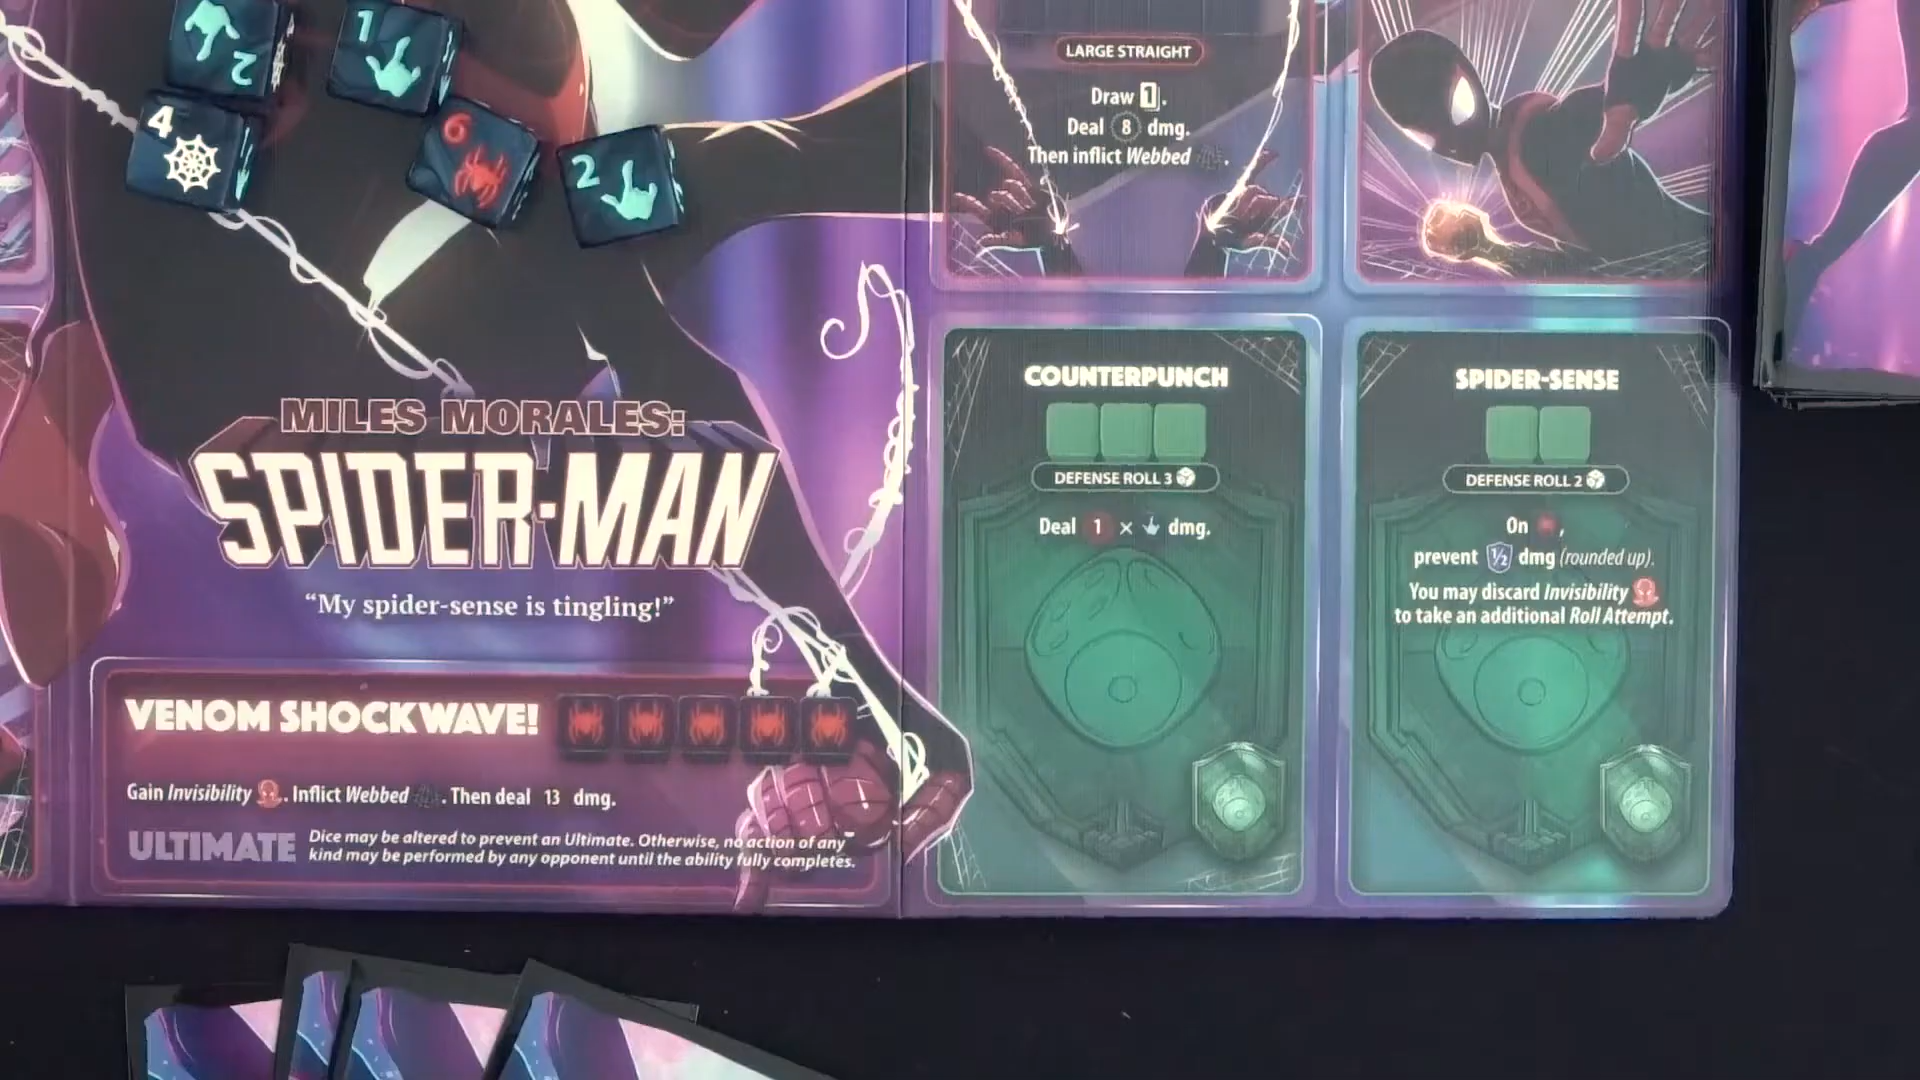 2
1
4
6
2
LARGE STRAIGHT
Draw 1.
Deal 8 dmg.
Then inflict Webbed .
COUNTERPUNCH
DEFENSE ROLL 3
Deal 1 × dmg.
SPIDER-SENSE
DEFENSE ROLL 2
On ,
prevent 1/2 dmg (rounded up).
You may discard Invisibility
to take an additional Roll Attempt.
MILES MORALES:
SPIDER-MAN
“My spider-sense is tingling!”
VENOM SHOCKWAVE!
Gain Invisibility . Inflict Webbed . Then deal 13 dmg.
ULTIMATE
Dice may be altered to prevent an Ultimate. Otherwise, no action of any
kind may be performed by any opponent until the ability fully completes.